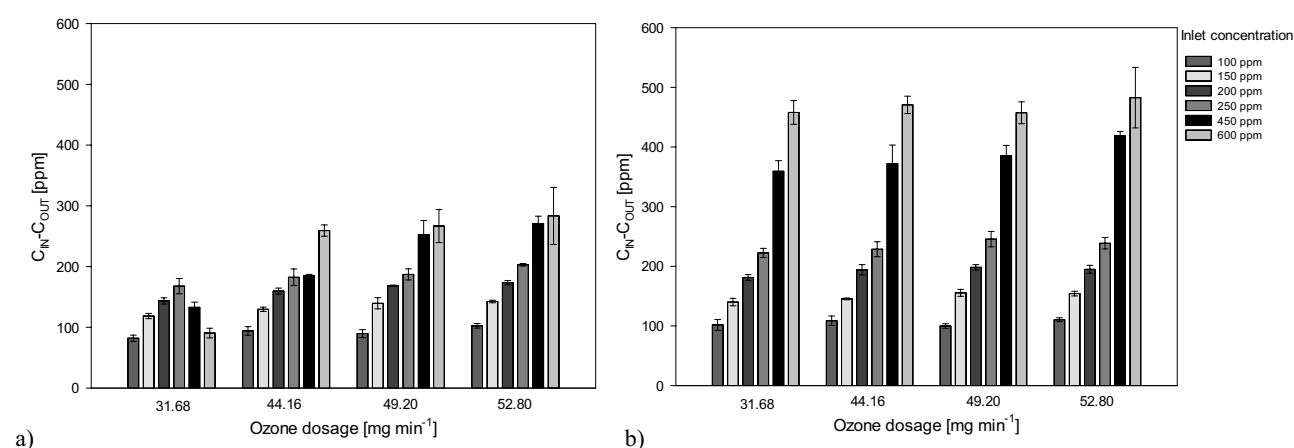 600
500
400
300
200
100
0
C_IN-C_OUT [ppm]
31.68 44.16 49.20 52.80
Ozone dosage [mg min⁻¹]
a)
600
500
400
300
200
100
0
C_IN-C_OUT [ppm]
31.68 44.16 49.20 52.80
Ozone dosage [mg min⁻¹]
b)
Inlet concentration
100 ppm
150 ppm
200 ppm
250 ppm
450 ppm
600 ppm